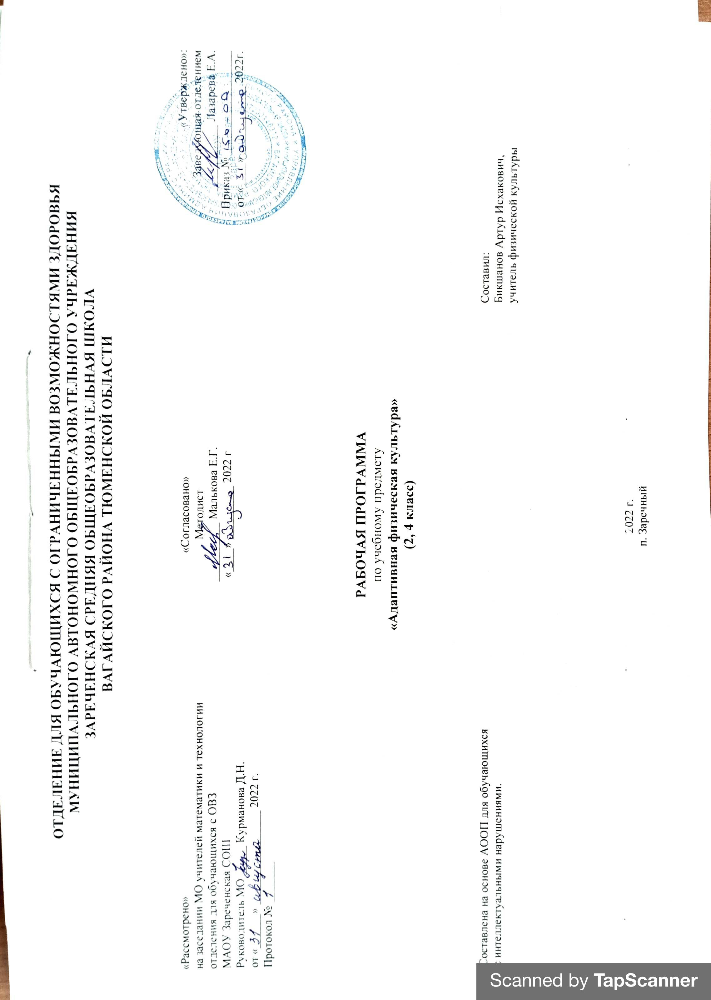 ОТДЕЛЕНИЕ ДЛЯ ОБУЧАЮЩИХСЯ С ОГРАНИЧЕННЫМИ ВОЗМОЖНОСТЯМИ ЗДОРОВЬЯ
МУНИЦИПАЛЬНОГО АВТОНОМНОГО ОБЩЕОБРАЗОВАТЕЛЬНОГО УЧРЕЖДЕНИЯ
ЗАРЕЧЕНСКАЯ СРЕДНЯЯ ОБЩЕОБРАЗОВАТЕЛЬНАЯ ШКОЛА
ВАГАЙСКОГО РАЙОНА ТЮМЕНСКОЙ ОБЛАСТИ
«Рассмотрено»
на заседании МО учителей математики и технологии
отделения для обучающихся с ОВЗ
МАОУ Зареченская СОШ
Руководитель МО Курманова Д.Н.
от « 31 » августа 2022 г.
Протокол № 1
«Согласовано»
Методист
Малькова Е.Г.
« 31 » августа 2022 г
«Утверждено»:
Заведующая отделением
Лазарева Е.А.
Приказ № 150-ОД
от « 31 » августа 2022г.
РАБОЧАЯ ПРОГРАММА
по учебному предмету
«Адаптивная физическая культура»
(2, 4 класс)
Составлена на основе АООП для обучающихся
с интеллектуальными нарушениями.
Составил:
Бикшанов Артур Исхакович,
учитель физической культуры
2022 г.
п. Заречный
Scanned by TapScanner